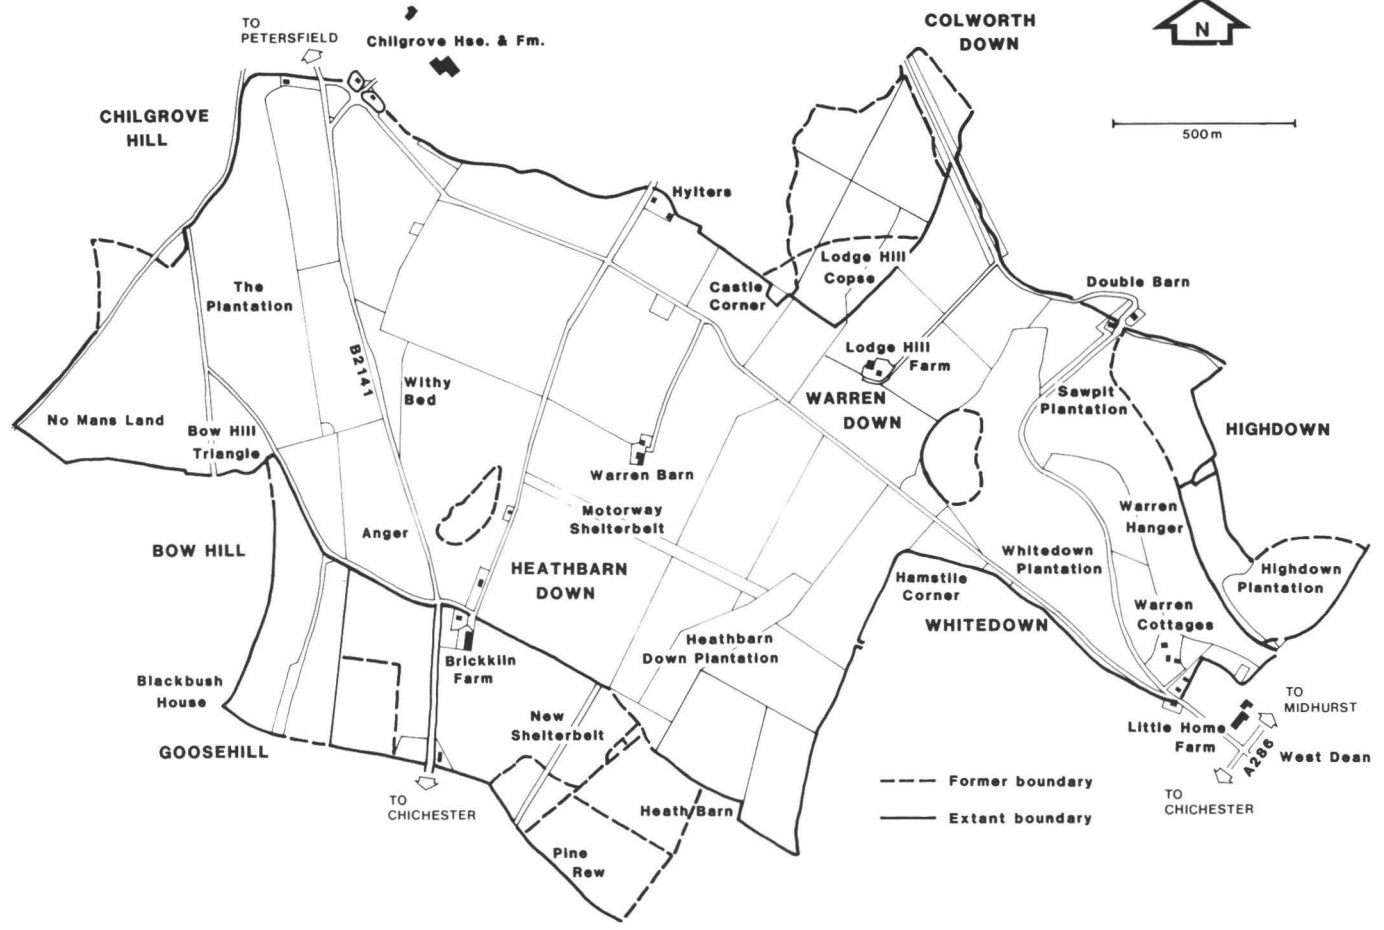 TO
PETERSFIELD
Chilgrove Hse. & Fm.
COLWORTH
DOWN
N
500m
CHILGROVE
HILL
Hylters
Lodge Hill
Copse
Castle
Corner
Double Barn
The
Plantation
B2141
Withy
Bed
Lodge Hill
Farm
WARREN
DOWN
Sawpit
Plantation
HIGHDOWN
No Mans Land
Bow Hill
Triangle
Warren Barn
Motorway
Shelterbelt
Warren
Hanger
Anger
BOW HILL
HEATHBARN
DOWN
Whitedown
Plantation
Highdown
Plantation
Hamstile
Corner
WHITEDOWN
Warren
Cottages
Heathbarn
Down Plantation
Brickkiln
Farm
Blackbush
House
GOOSEHILL
New
Shelterbelt
TO
MIDHURST
Little Home
Farm
A286
West Dean
TO
CHICHESTER
TO
CHICHESTER
Heath Barn
Pine
Rew
Former boundary
Extant boundary